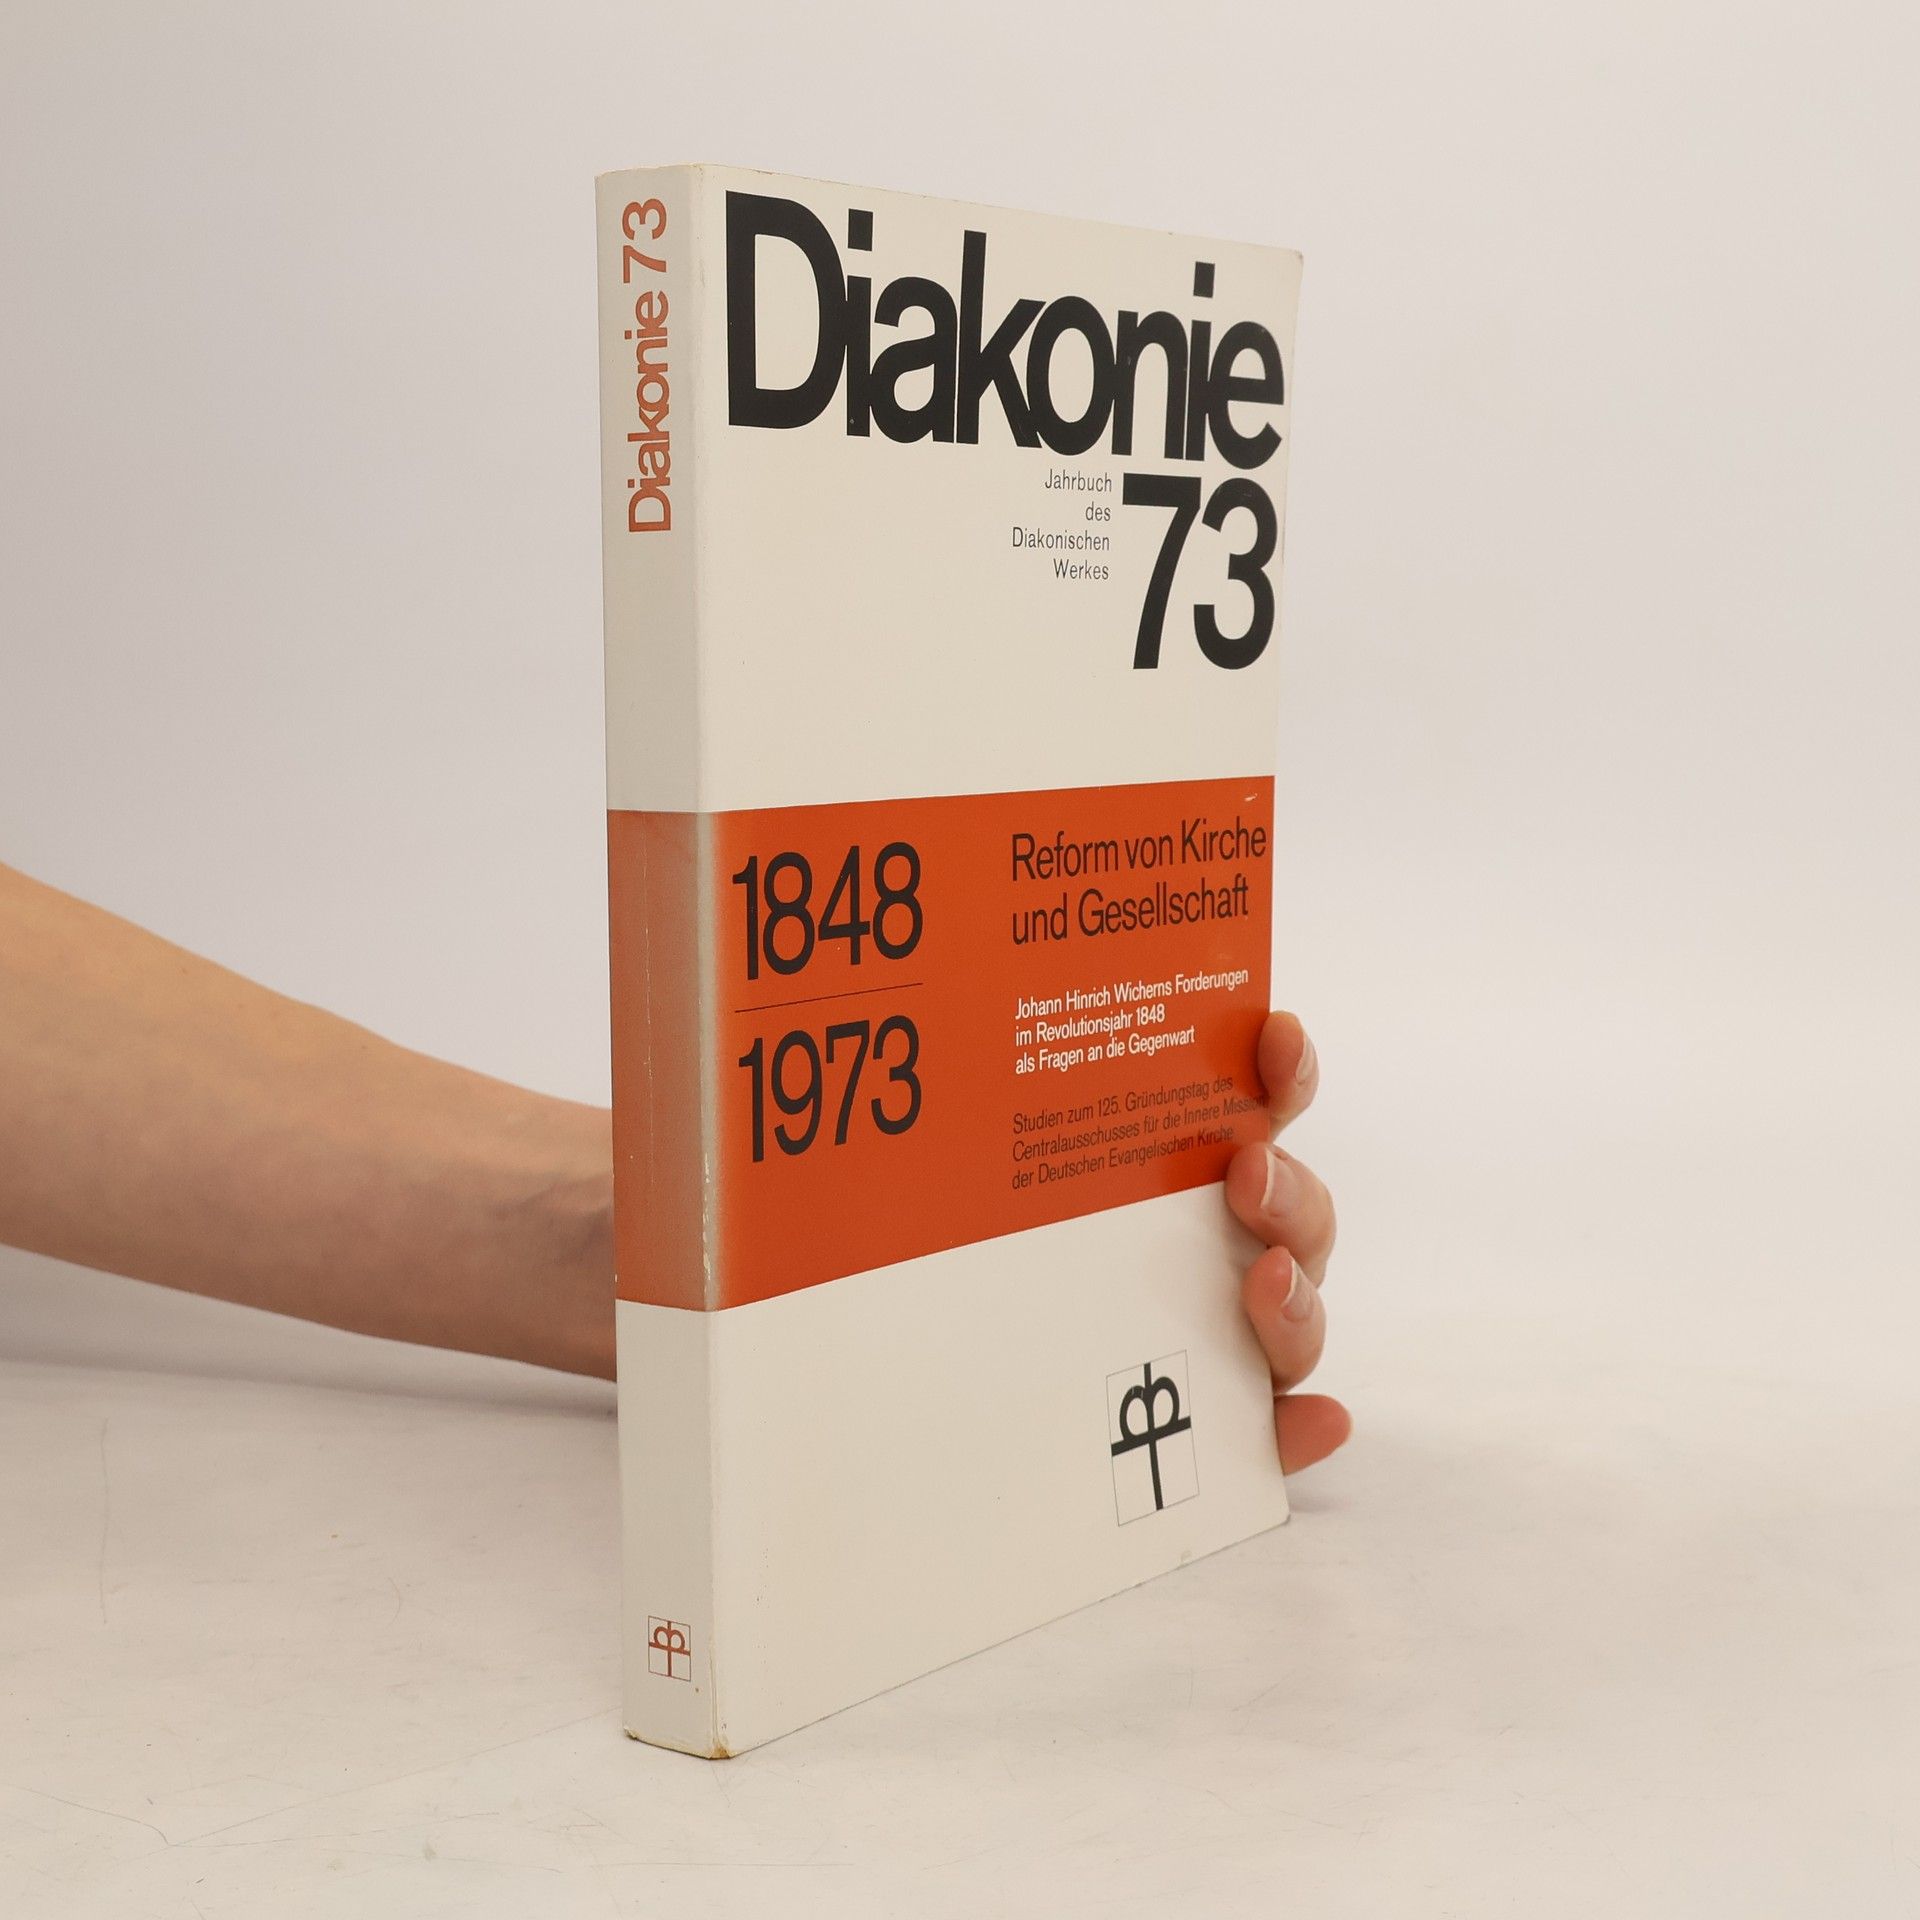 Diakonie 73
Diakonie
73
Jahrbuch
des
Diakonischen
Werkes
1848
1973
Reform von Kirche
und Gesellschaft
Johann Hinrich Wicherns Forderungen
im Revolutionsjahr 1848
als Fragen an die Gegenwart
Studien zum 125. Gründungstag des
Centralausschusses für die Innere Mission
der Deutschen Evangelischen Kirche